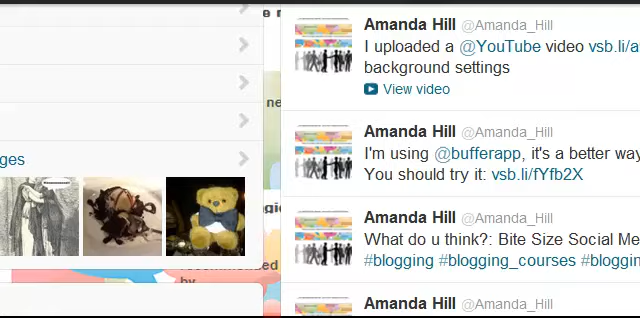 ges
Amanda Hill @Amanda_Hill
I uploaded a @YouTube video vsb.li/a
background settings
View video
Amanda Hill @Amanda_Hill
I'm using @bufferapp, it's a better way
You should try it: vsb.li/fYfb2X
Amanda Hill @Amanda_Hill
What do u think?: Bite Size Social Me
#blogging #blogging_courses #bloggin
Amanda Hill @Amanda_Hill
recommended
by